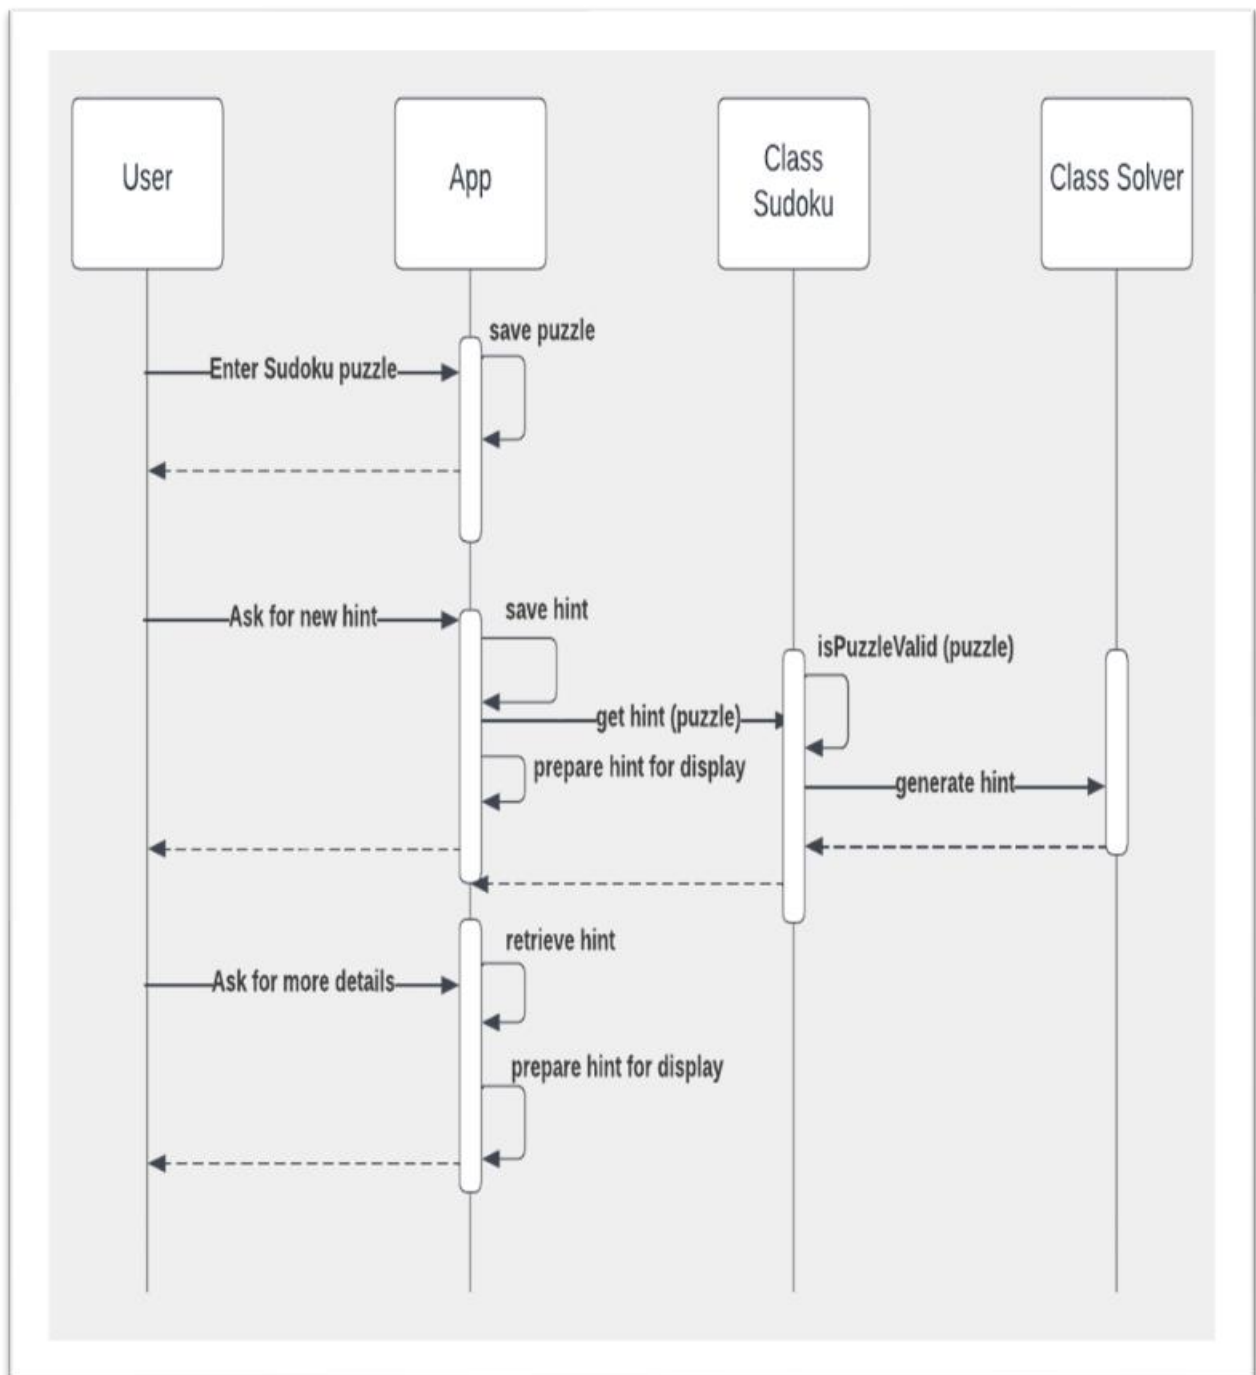 User
App
Class
Sudoku
Class Solver
save puzzle
Enter Sudoku puzzle
save hint
Ask for new hint
isPuzzleValid (puzzle)
get hint (puzzle)
prepare hint for display
generate hint
retrieve hint
Ask for more details
prepare hint for display